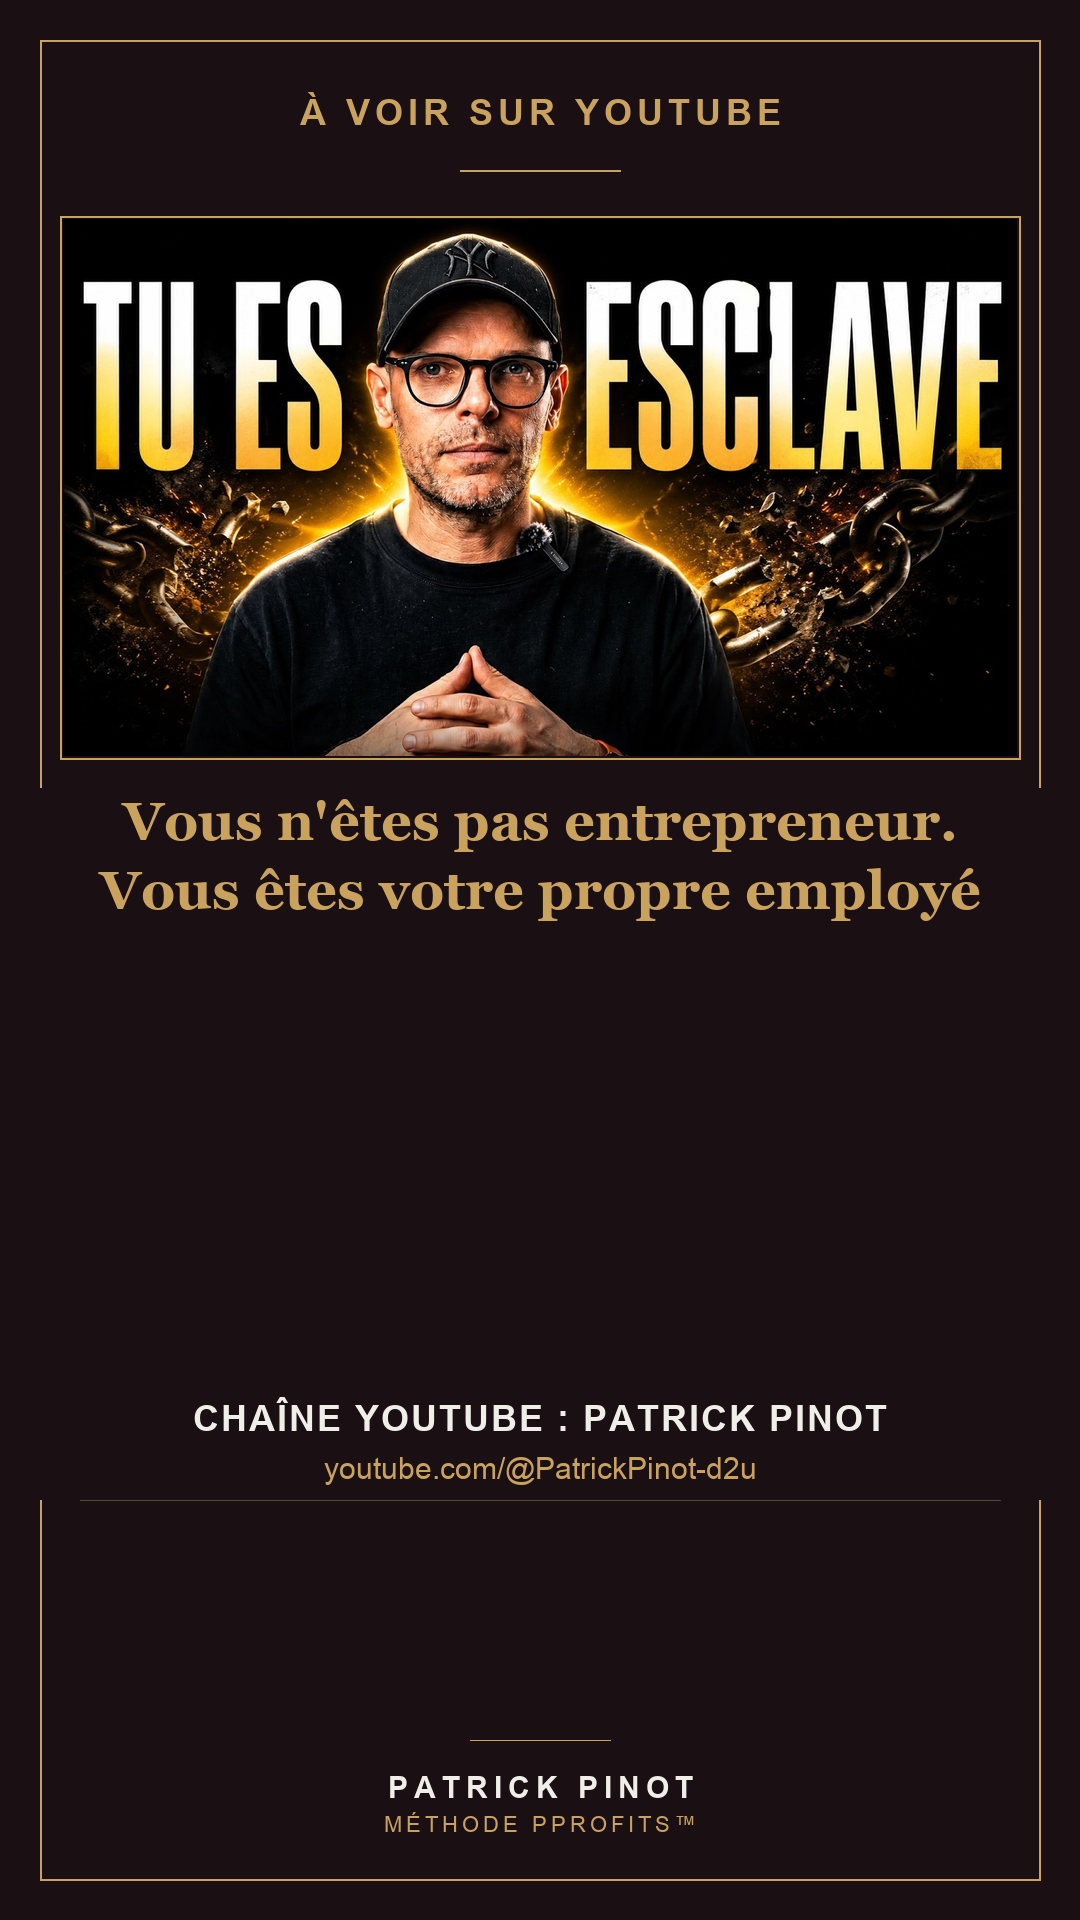 À VOIR SUR YOUTUBE
NY
TU ES ESCLAVE
Vous n'êtes pas entrepreneur.
Vous êtes votre propre employé
CHAÎNE YOUTUBE : PATRICK PINOT
youtube.com/@PatrickPinot-d2u
PATRICK PINOT
MÉTHODE PPROFITS™